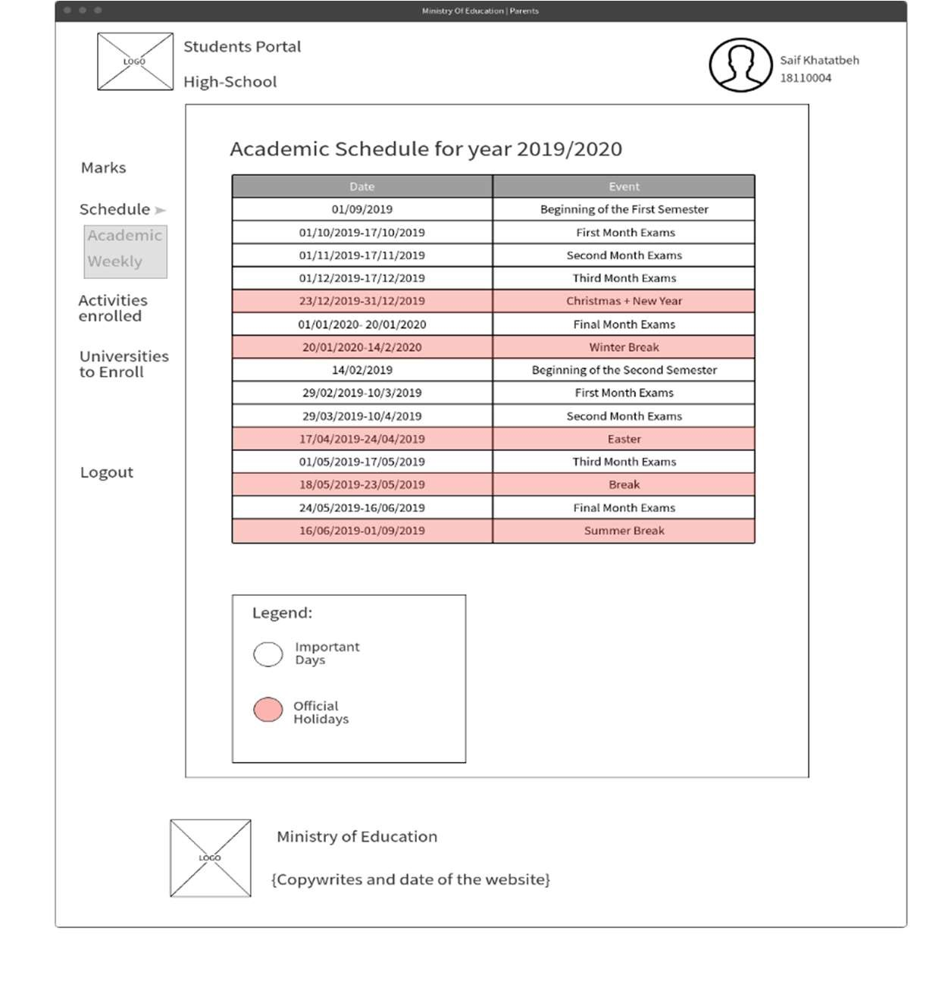 Ministry Of Education | Parents
LOGO
Students Portal
High-School
Saif Khatatbeh
18110004
Marks
Schedule
Academic
Weekly
Activities
enrolled
Universities
to Enroll
Logout
Academic Schedule for year 2019/2020
Date Event
01/09/2019 Beginning of the First Semester
01/10/2019-17/10/2019 First Month Exams
01/11/2019-17/11/2019 Second Month Exams
01/12/2019-17/12/2019 Third Month Exams
23/12/2019-31/12/2019 Christmas + New Year
01/01/2020- 20/01/2020 Final Month Exams
20/01/2020-14/2/2020 Winter Break
14/02/2019 Beginning of the Second Semester
29/02/2019-10/3/2019 First Month Exams
29/03/2019-10/4/2019 Second Month Exams
17/04/2019-24/04/2019 Easter
01/05/2019-17/05/2019 Third Month Exams
18/05/2019-23/05/2019 Break
24/05/2019-16/06/2019 Final Month Exams
16/06/2019-01/09/2019 Summer Break
Legend:
Important
Days
Official
Holidays
LOGO
Ministry of Education
{Copywrites and date of the website}